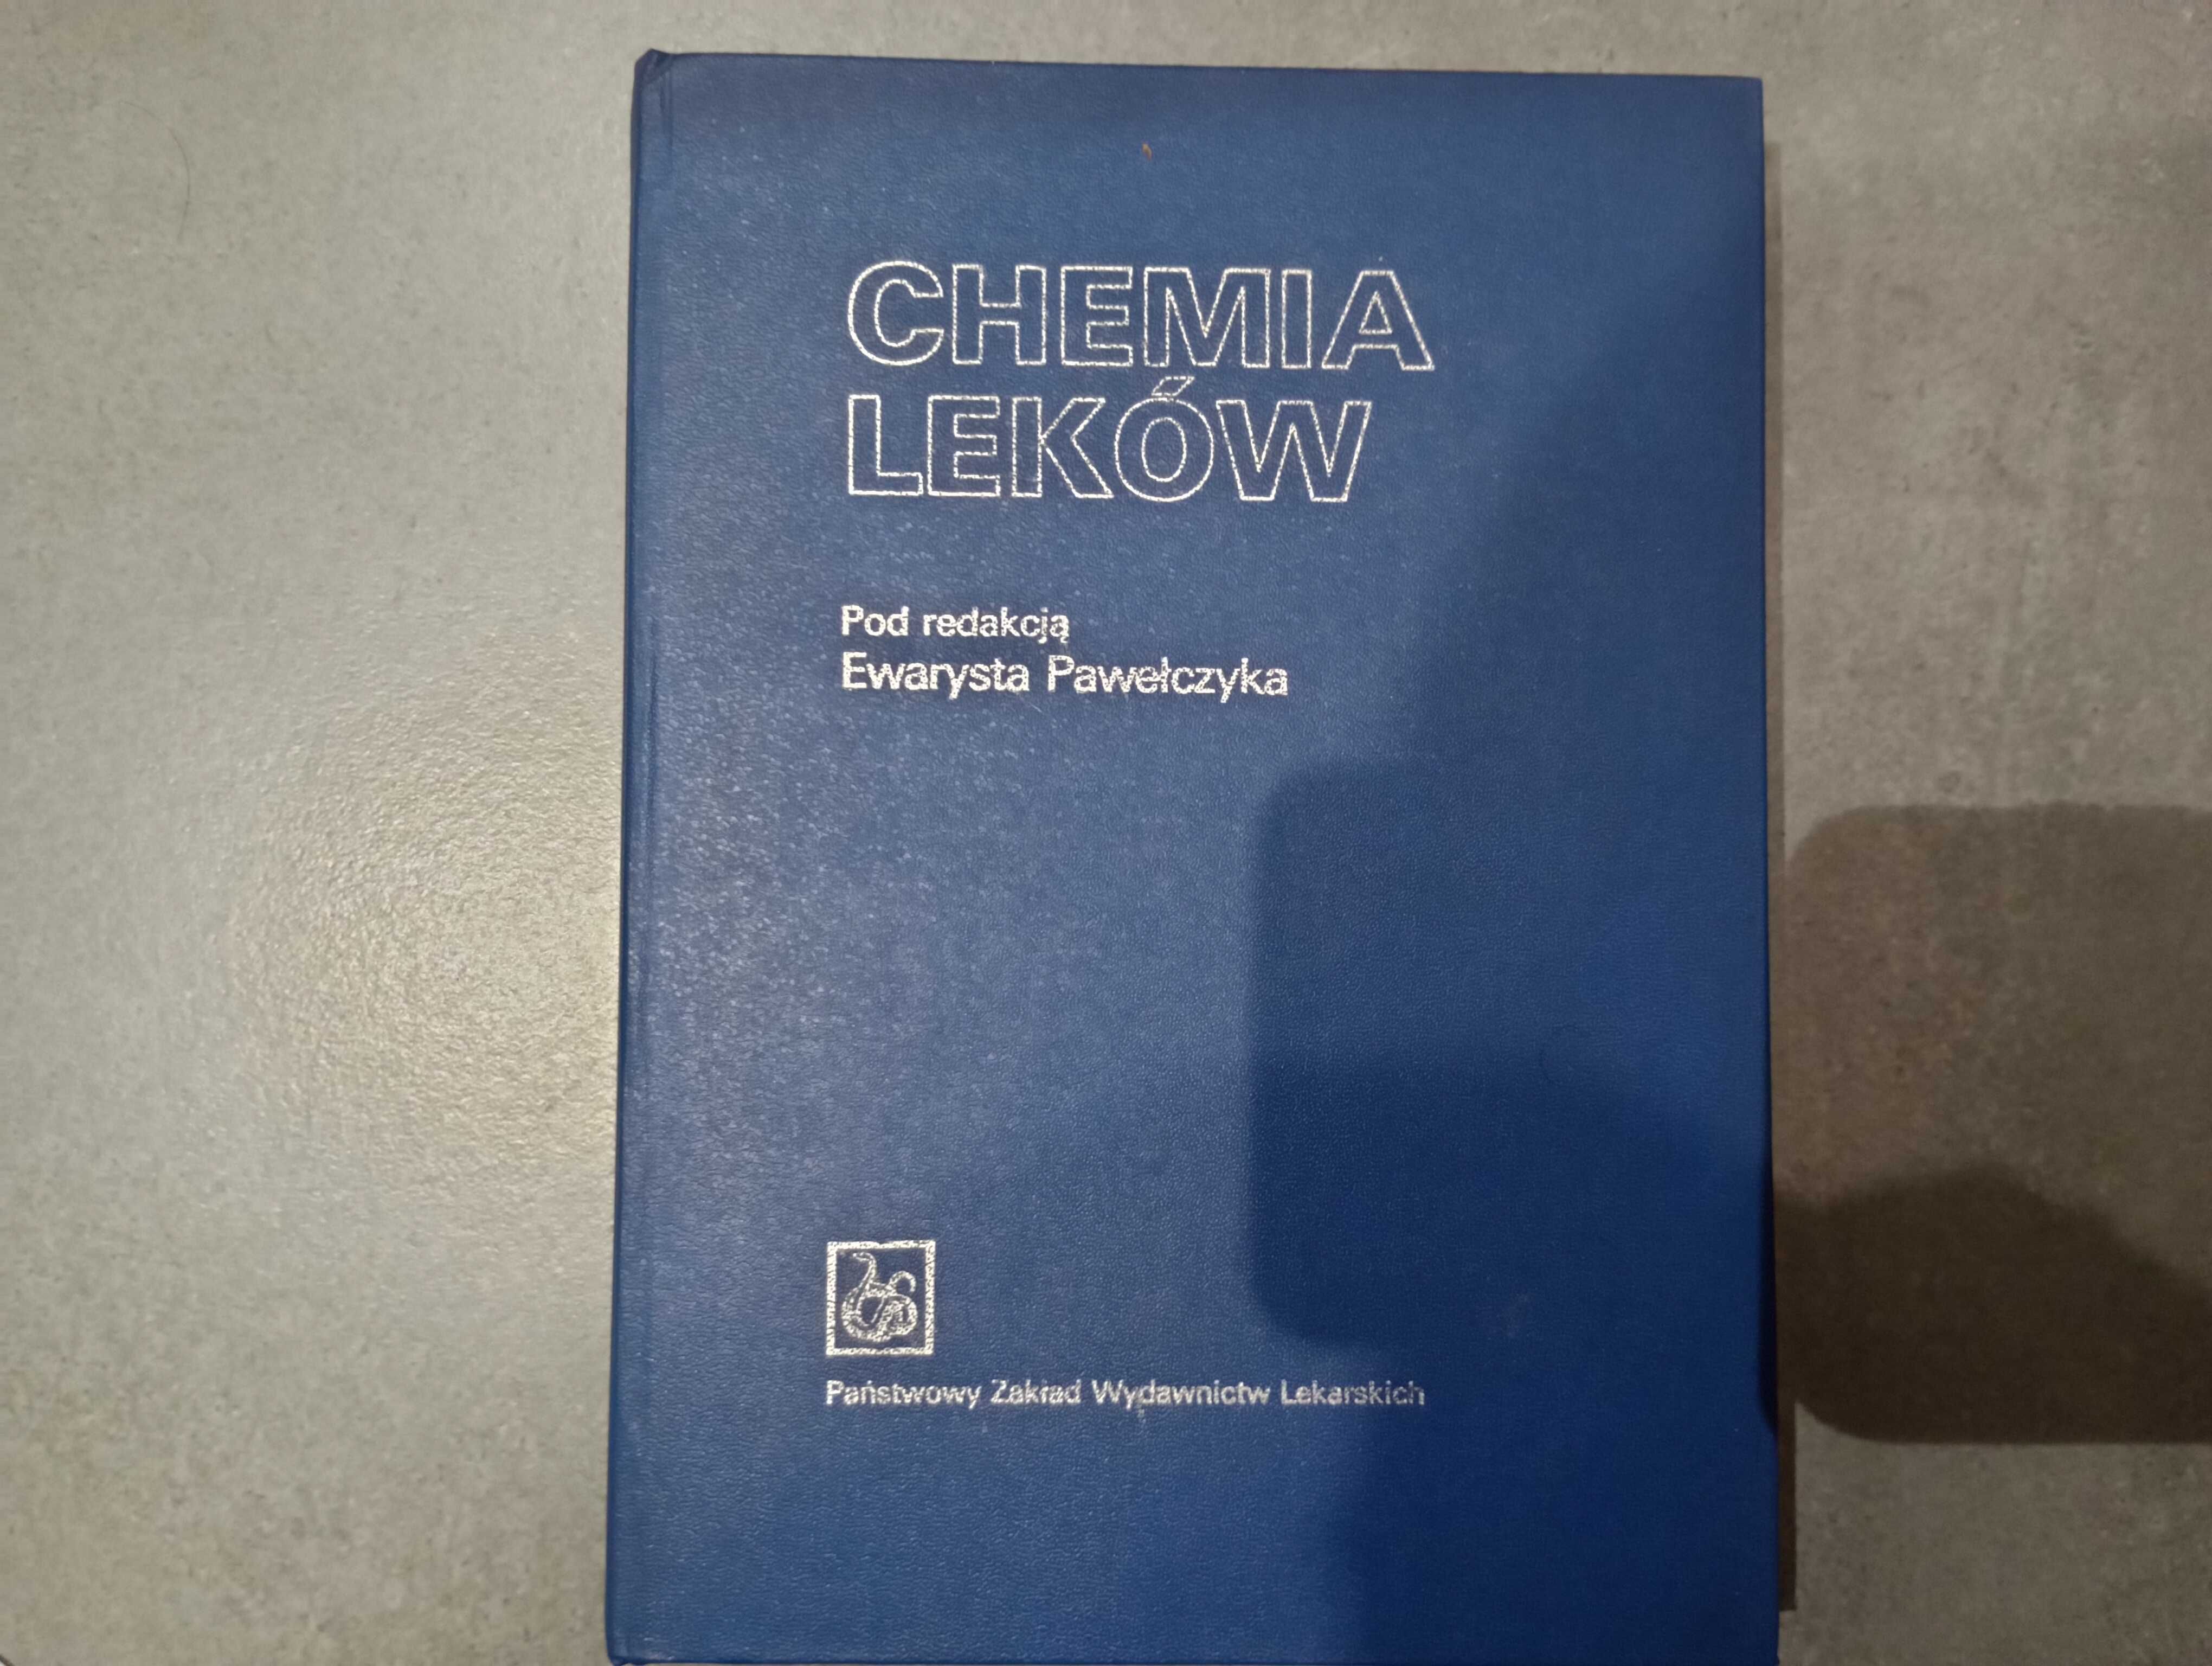 CHEMIA
LEKÓW
Pod redakcją
Ewarysta Pawełczyka
Państwowy Zakład Wydawnictw Lekarskich